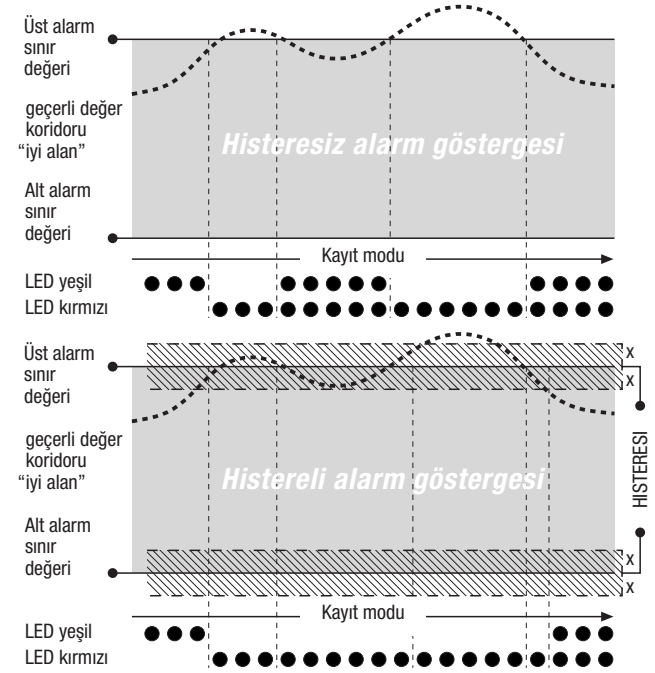 Üst alarm
sınır
değeri
geçerli değer
koridoru
“iyi alan”
Histeresiz alarm göstergesi
Alt alarm
sınır
değeri
Kayıt modu
LED yeşil
LED kırmızı
Üst alarm
sınır
değeri
x
x
geçerli değer
koridoru
“iyi alan”
Histereli alarm göstergesi
HISTERESI
Alt alarm
sınır
değeri
x
x
Kayıt modu
LED yeşil
LED kırmızı